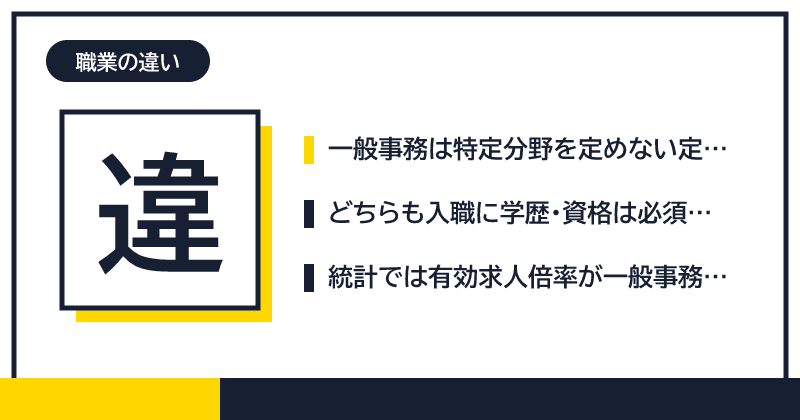 職業の違い
違
一般事務は特定分野を定めない定…
どちらも入職に学歴・資格は必須…
統計では有効求人倍率が一般事務…